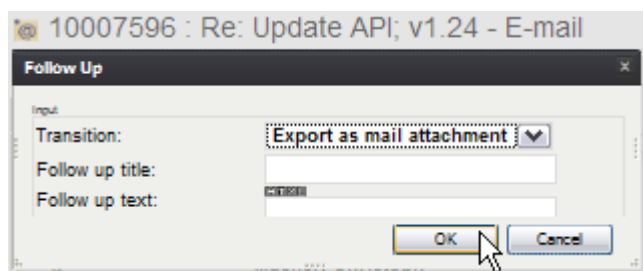 10007596 : Re: Update API; v1.24 - E-mail
Follow Up
Input
Transition: Export as mail attachment
Follow up title:
Follow up text:
OK Cancel